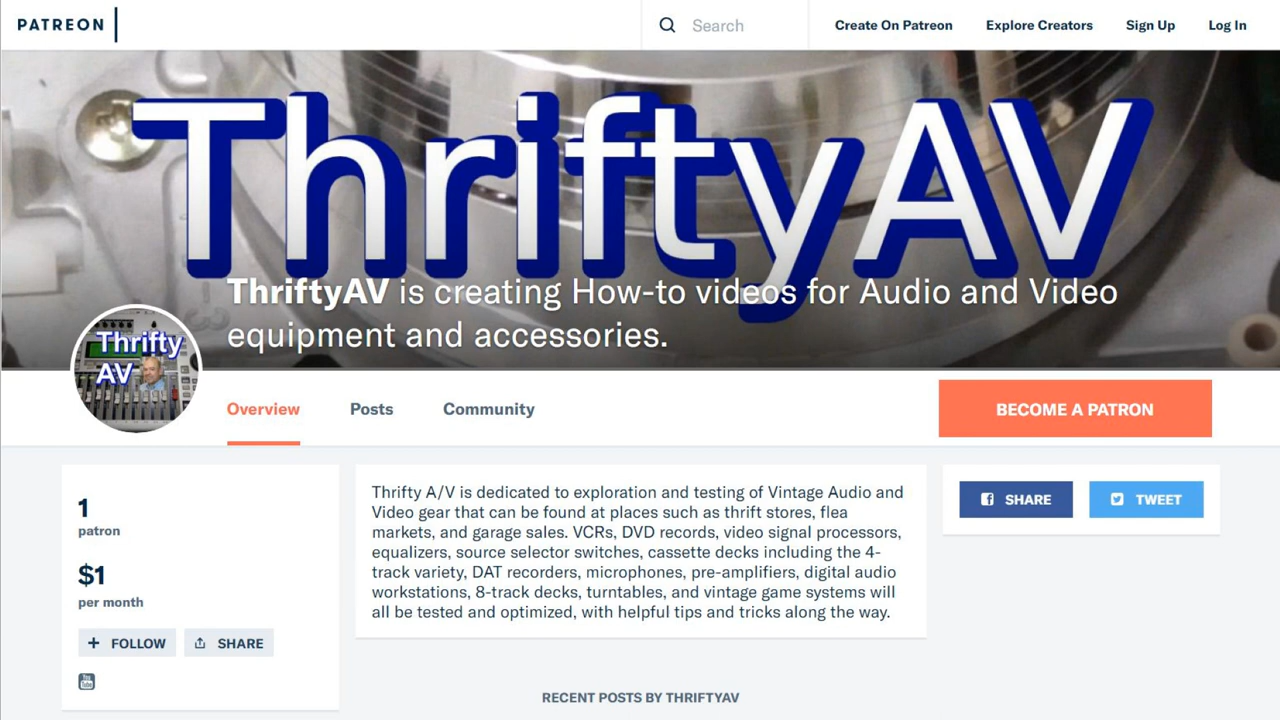 PATREON
Search
Create On Patreon
Explore Creators
Sign Up
Log In
ThriftyAV
ThriftyAV is creating How-to videos for Audio and Video
equipment and accessories.
Thrifty
AV
Overview
Posts
Community
BECOME A PATRON
1
patron
$1
per month
FOLLOW
SHARE
You
Tube
Thrifty A/V is dedicated to exploration and testing of Vintage Audio and
Video gear that can be found at places such as thrift stores, flea
markets, and garage sales. VCRs, DVD records, video signal processors,
equalizers, source selector switches, cassette decks including the 4-
track variety, DAT recorders, microphones, pre-amplifiers, digital audio
workstations, 8-track decks, turntables, and vintage game systems will
all be tested and optimized, with helpful tips and tricks along the way.
SHARE
TWEET
RECENT POSTS BY THRIFTYAV